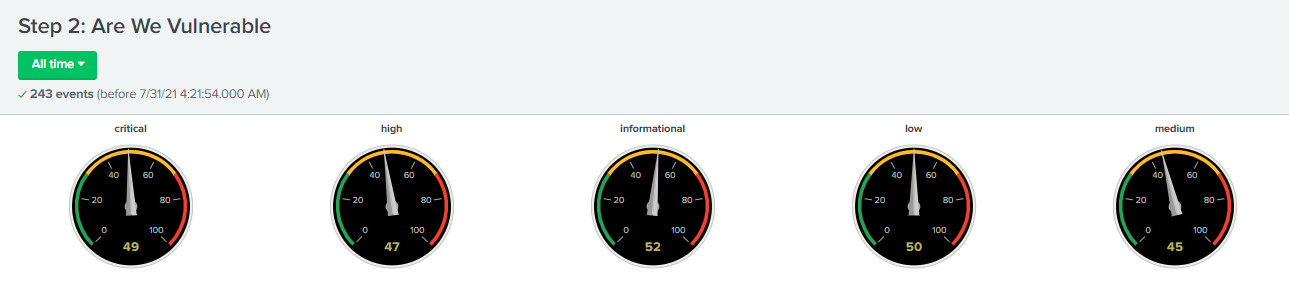 Step 2: Are We Vulnerable
All time
243 events (before 7/31/21 4:21:54.000 AM)
critical high informational low medium
40 60 40 60 40 60 40 60 40 60
20 80 20 80 20 80 20 80 20 80
0 100 0 100 0 100 0 100 0 100
49 47 52 50 45